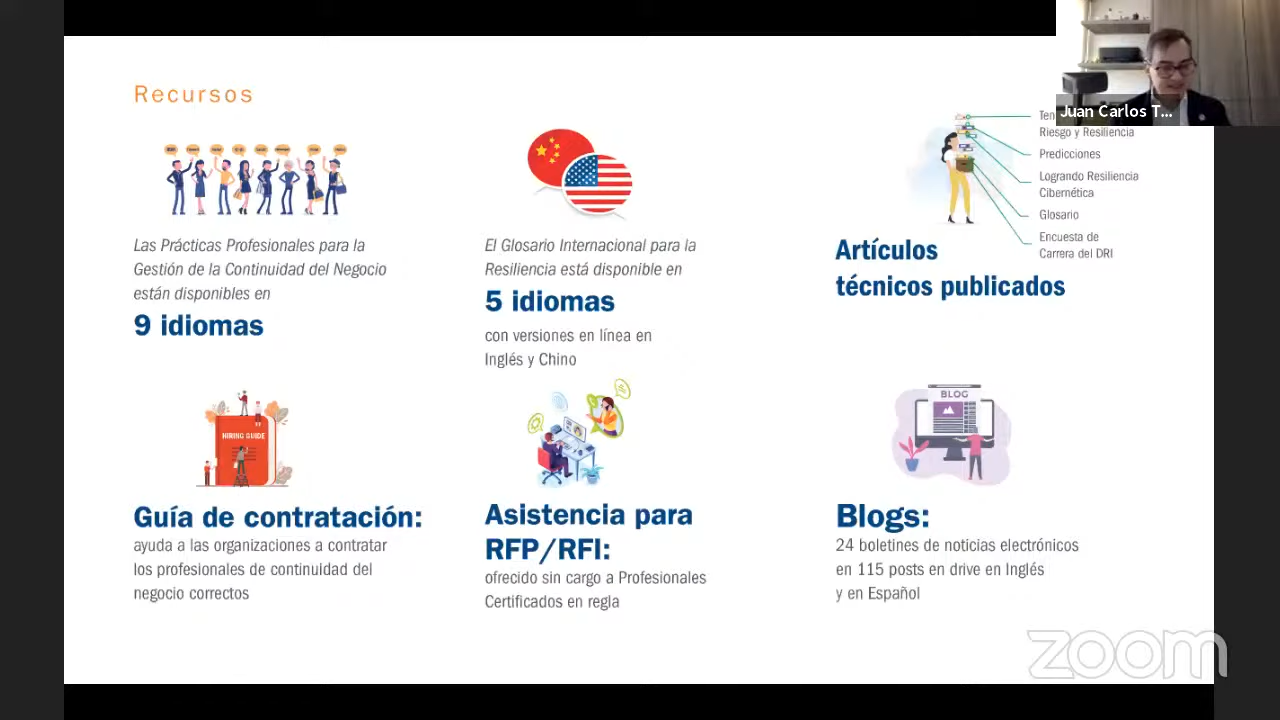 Recursos
Las Prácticas Profesionales para la
Gestión de la Continuidad del Negocio
están disponibles en
9 idiomas
El Glosario Internacional para la
Resiliencia está disponible en
5 idiomas
con versiones en línea en
Inglés y Chino
Juan Carlos T...
Ten
Riesgo y Resiliencia
Predicciones
Logrando Resiliencia
Cibernética
Glosario
Encuesta de
Carrera del DRI
Artículos
técnicos publicados
HIRING GUIDE
Guía de contratación:
ayuda a las organizaciones a contratar
los profesionales de continuidad del
negocio correctos
Asistencia para
RFP/RFI:
ofrecido sin cargo a Profesionales
Certificados en regla
BLOG
Blogs:
24 boletines de noticias electrónicos
en 115 posts en drive en Inglés
y en Español
zoom